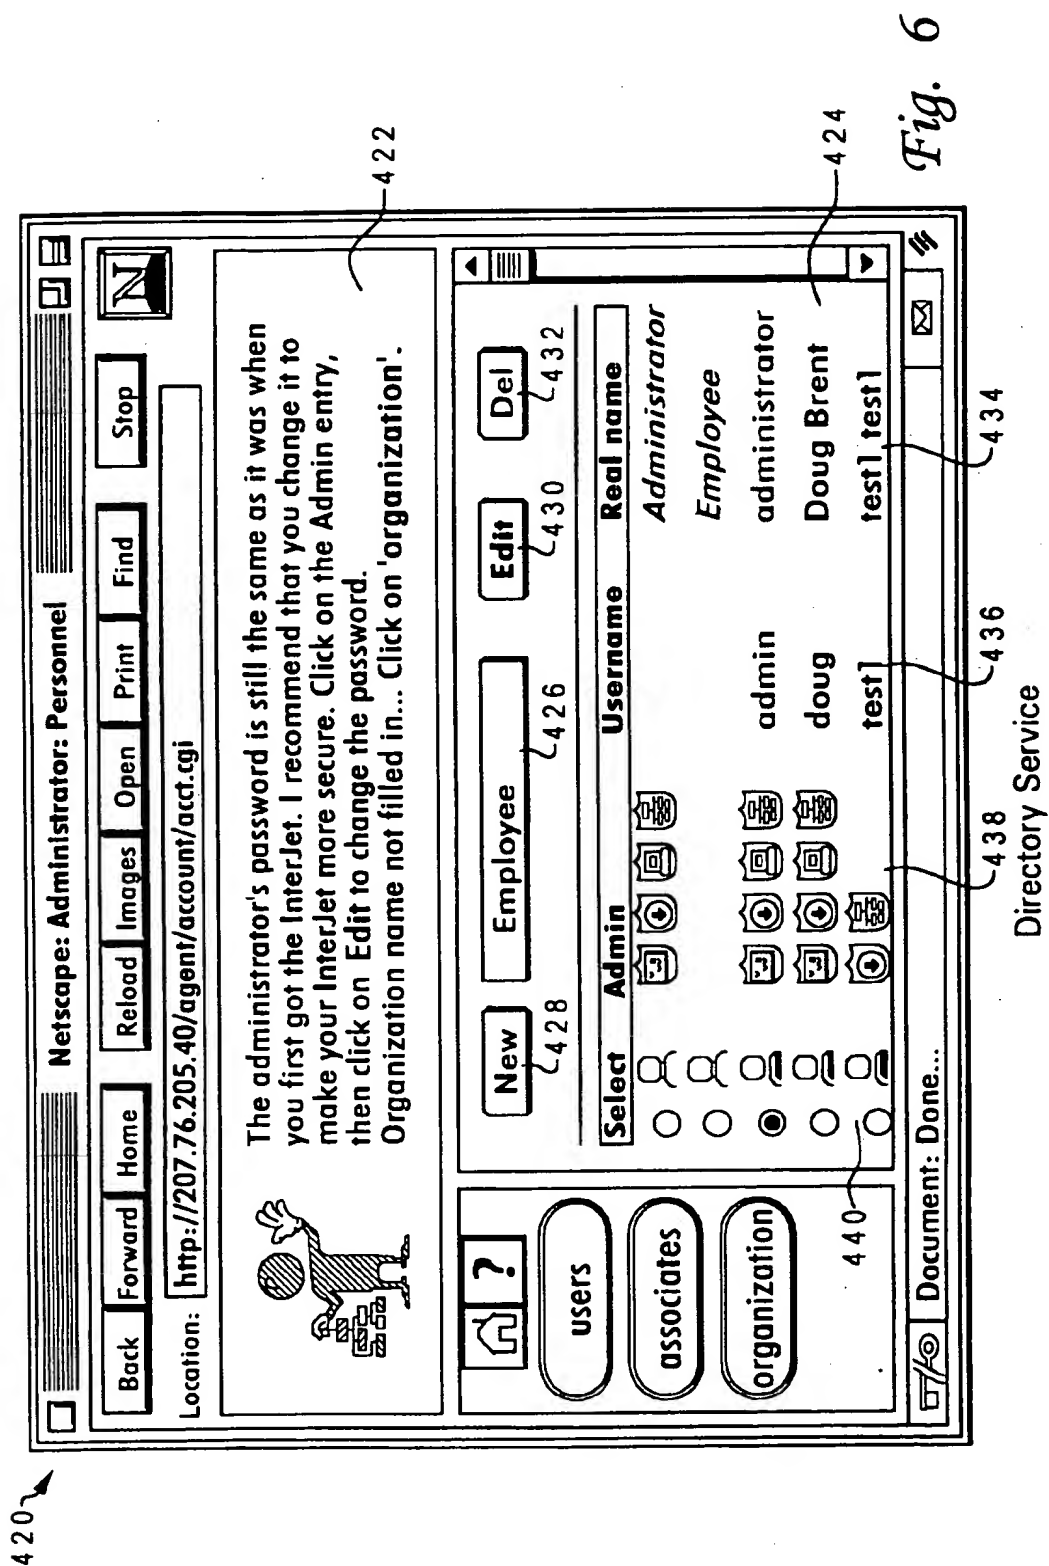 420
Netscape: Administrator: Personnel
Back Forward Home Reload Images Open Print Find Stop
N
Location: http://207.76.205.40/agent/account/acct.cgi
The administrator's password is still the same as it was when
you first got the InterJet. I recommend that you change it to
make your InterJet more secure. Click on the Admin entry,
then click on Edit to change the password.
Organization name not filled in... Click on 'organization'.
422
?
users
associates
organization
New Employee Edit Del
428 426 430 432
Select Admin Username Real name
Administrator
Employee
admin administrator
doug Doug Brent
test1 test1 test1
424
440
Document: Done...
438 436 434
Directory Service
Fig. 6